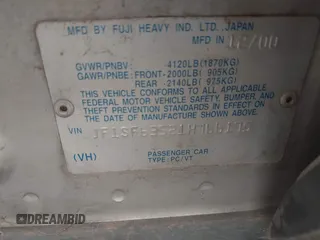 MFD BY FUJI HEAVY IND. LTD. JAPAN
MFD IN 12/00
GVWR/PNBV 4120LB(1870KG)
GAWR/PNBE: FRONT-2000LB( 905KG)
REAR -2140LB( 975KG)
THIS VEHICLE CONFORMS TO ALL APPLICABLE
FEDERAL MOTOR VEHICLE SAFETY, BUMPER, AND
THEFT PREVENTION STANDARDS IN EFFECT ON
THE DATE OF MANUFACTURE SHOWN ABOVE.
VIN
(VH) PASSENGER CAR
TYPE PC/VT
DREAMBID